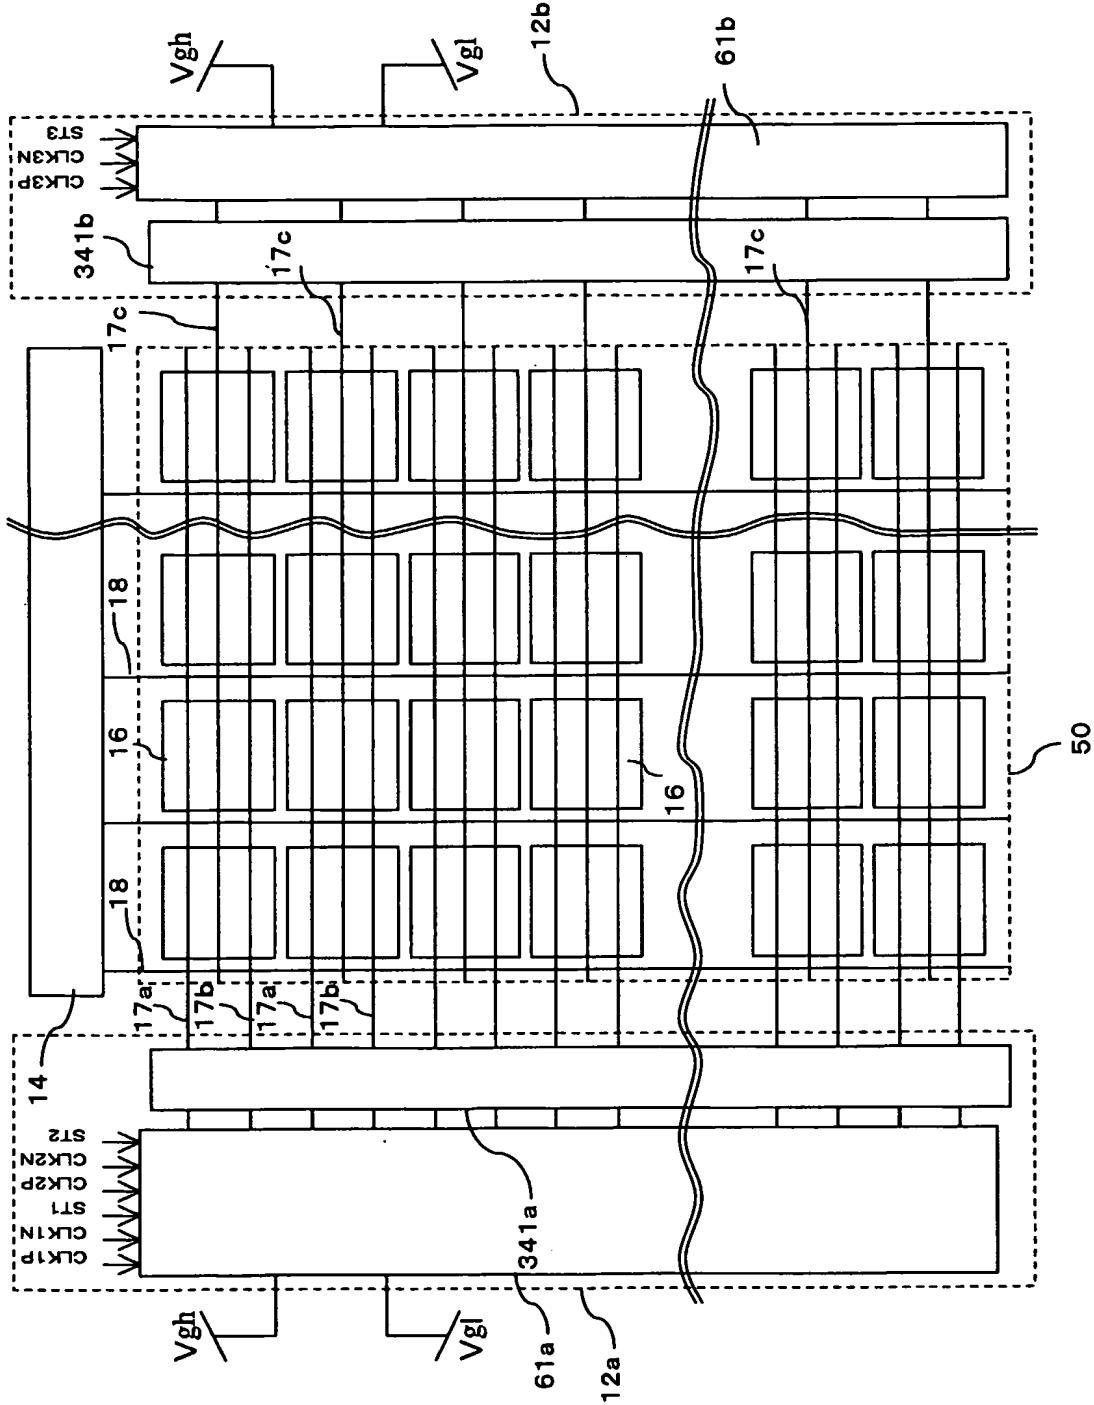 Vgh
Vgl
12b
61b
ST3
CLK3N
CLK3P
341b
17c
17c
17c
18
16
16
18
50
17a
17b
17a
17b
14
ST2
CLK2N
CLK2P
ST1
CLK1N
CLK1P
341a
Vgh
Vgl
61a
12a